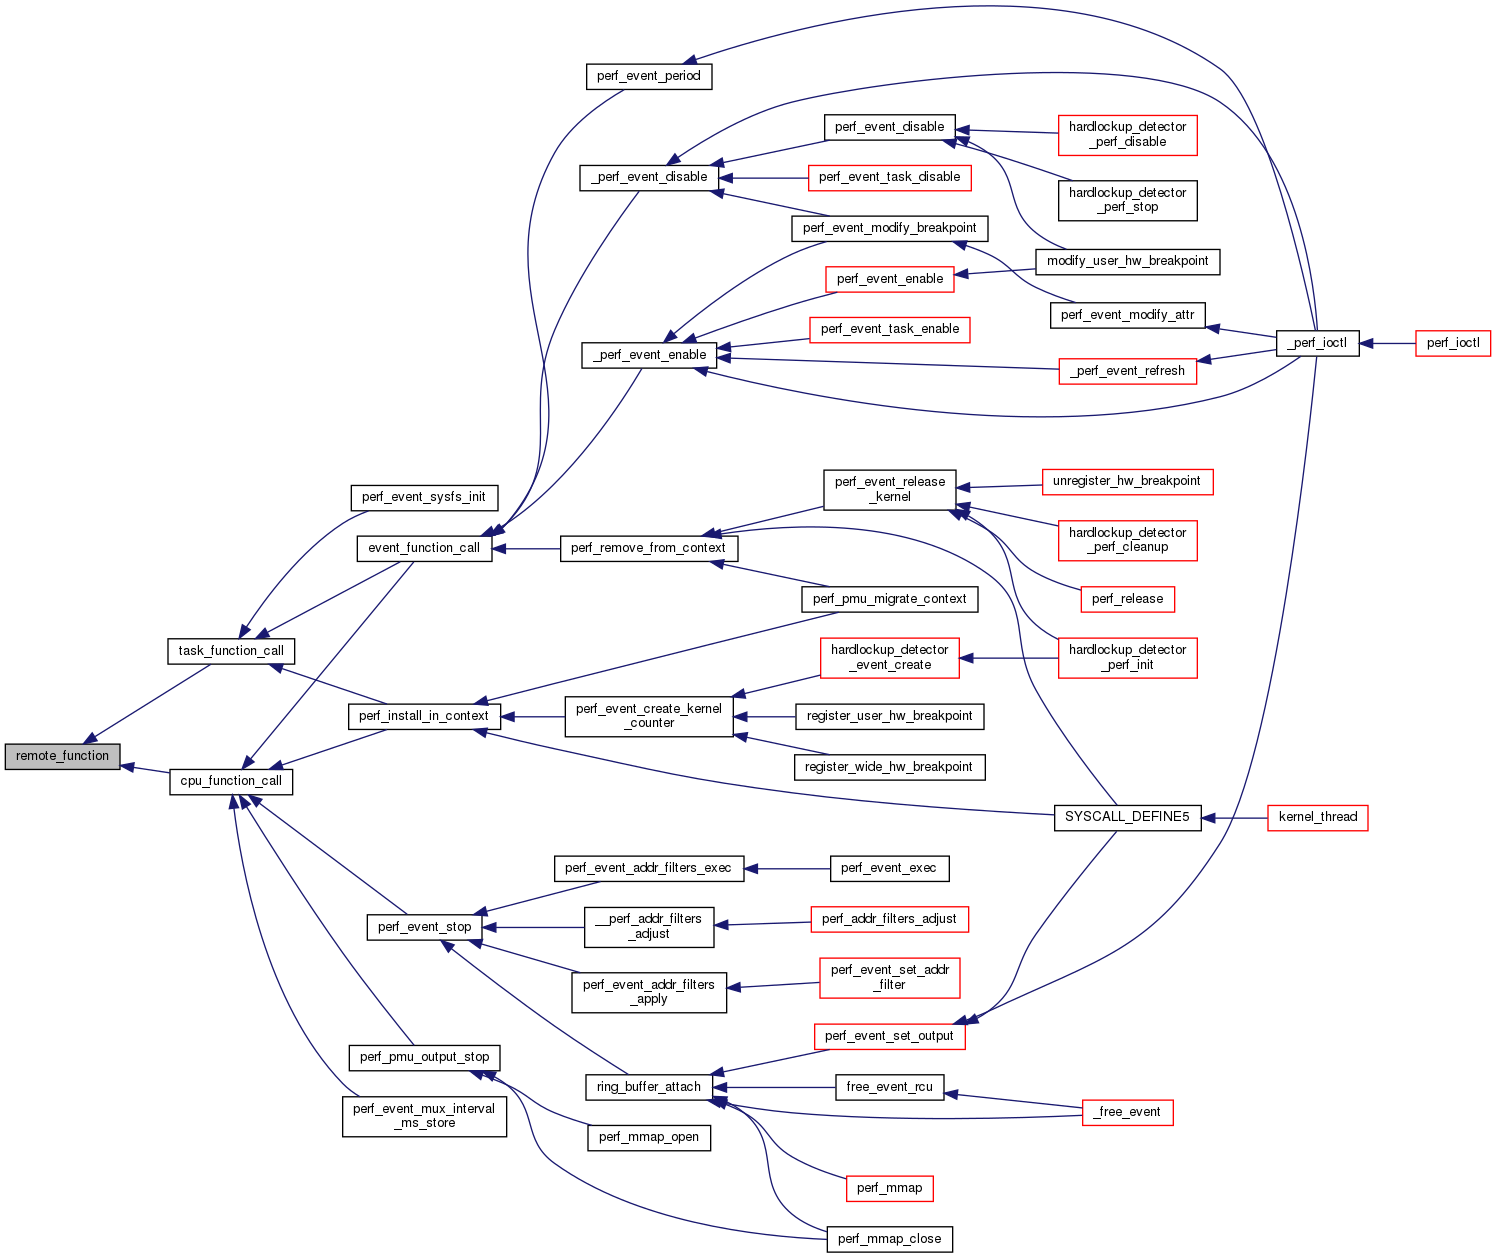 perf_event_period
perf_event_disable
hardlockup_detector
_perf_disable
_perf_event_disable
perf_event_task_disable
hardlockup_detector
_perf_stop
perf_event_modify_breakpoint
modify_user_hw_breakpoint
perf_event_enable
perf_event_modify_attr
perf_event_task_enable
_perf_event_enable
_perf_event_refresh
_perf_ioctl
perf_ioctl
perf_event_sysfs_init
perf_event_release
_kernel
unregister_hw_breakpoint
event_function_call
perf_remove_from_context
hardlockup_detector
_perf_cleanup
perf_pmu_migrate_context
perf_release
task_function_call
hardlockup_detector
_event_create
hardlockup_detector
_perf_init
perf_install_in_context
perf_event_create_kernel
_counter
register_user_hw_breakpoint
remote_function
cpu_function_call
register_wide_hw_breakpoint
SYSCALL_DEFINE5
kernel_thread
perf_event_addr_filters_exec
perf_event_exec
perf_event_stop
__perf_addr_filters
_adjust
perf_addr_filters_adjust
perf_event_addr_filters
_apply
perf_event_set_addr
_filter
perf_event_set_output
perf_pmu_output_stop
ring_buffer_attach
free_event_rcu
_free_event
perf_event_mux_interval
_ms_store
perf_mmap_open
perf_mmap
perf_mmap_close